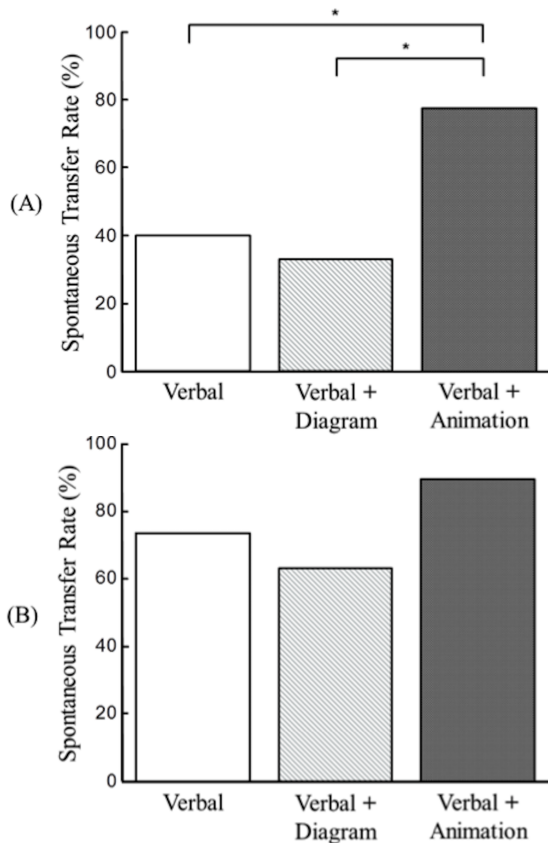 (A)
Spontaneous Transfer Rate (%)
100
80
60
40
20
0
*
*
Verbal
Verbal + Diagram
Verbal + Animation
(B)
Spontaneous Transfer Rate (%)
100
80
60
40
20
0
Verbal
Verbal + Diagram
Verbal + Animation